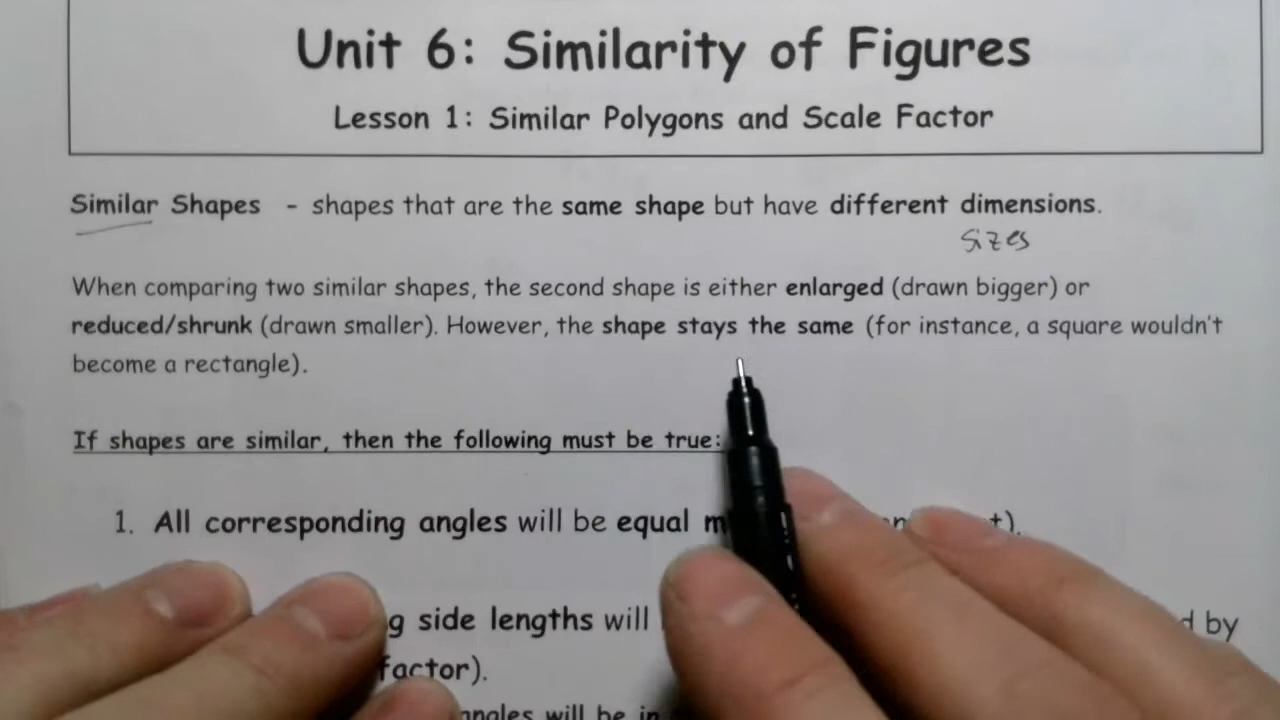 Unit 6: Similarity of Figures
Lesson 1: Similar Polygons and Scale Factor
Similar Shapes - shapes that are the same shape but have different dimensions.
sizes
When comparing two similar shapes, the second shape is either enlarged (drawn bigger) or
reduced/shrunk (drawn smaller). However, the shape stays the same (for instance, a square wouldn't
become a rectangle).
If shapes are similar, then the following must be true:
1. All corresponding angles will be equal
side lengths will by
factor).
will be in